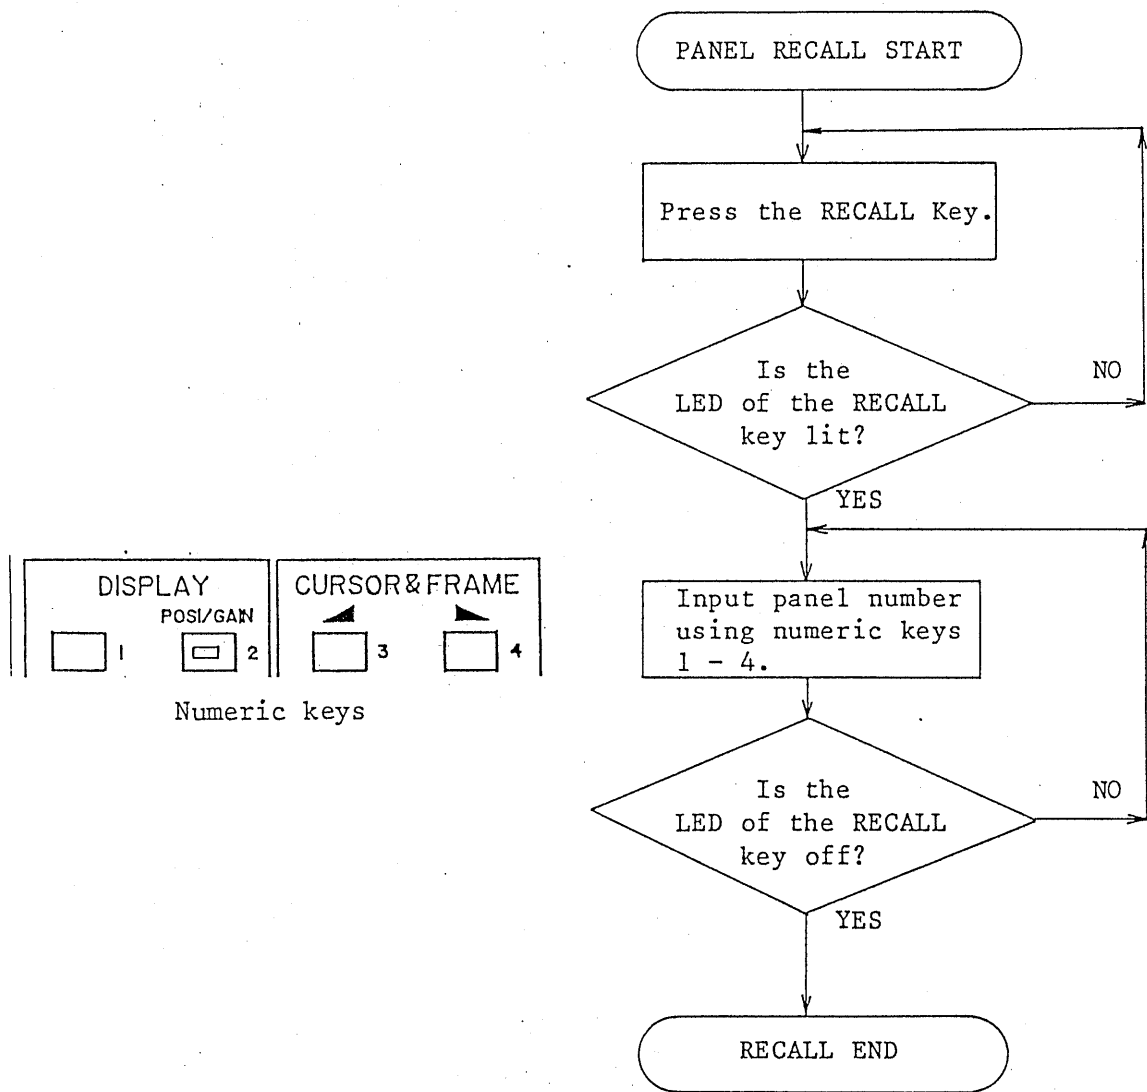 PANEL RECALL START
Press the RECALL Key.
Is the
LED of the RECALL
key lit?
NO
YES
Input panel number
using numeric keys
1 - 4.
Is the
LED of the RECALL
key off?
NO
YES
RECALL END
DISPLAY
POSI/GAIN
1
2
CURSOR&FRAME
3
4
Numeric keys